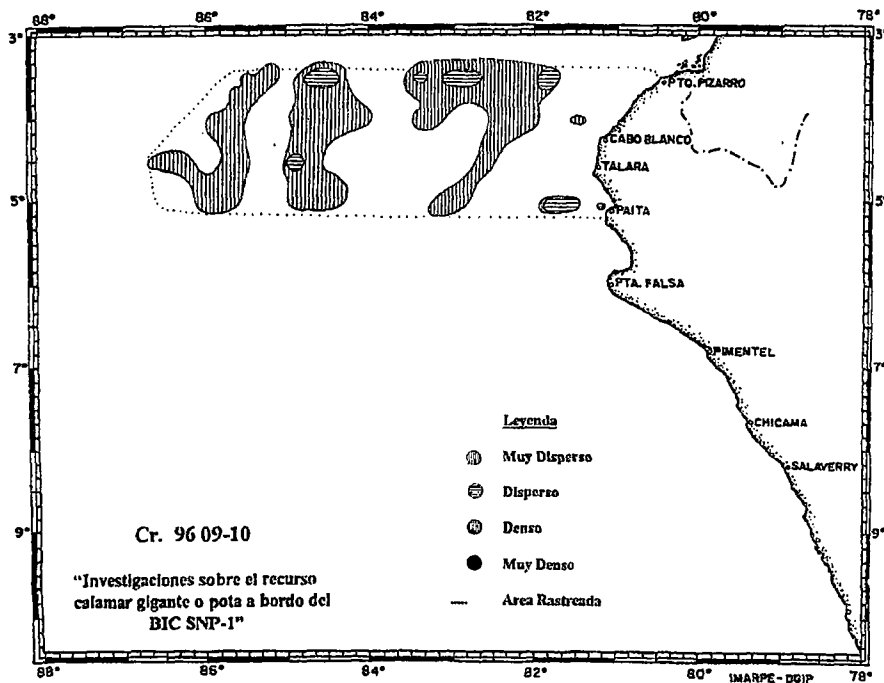 88° 86° 84° 82° 80° 78°
3° 3°
PTO. PIZARRO
CABO BLANCO
TALARA
5° 5°
PAITA
PTA. FALSA
PIMENTEL
7° 7°
CHICAMA
SALAVERRY
Leyenda
Muy Disperso
Disperso
Denso
Muy Denso
Area Rastreada
9° 9°
Cr. 96 09-10
"Investigaciones sobre el recurso
calamar gigante o pota a bordo del
BIC SNP-1"
88° 86° 84° 82° 80° 78°
IMARPE-DGIP